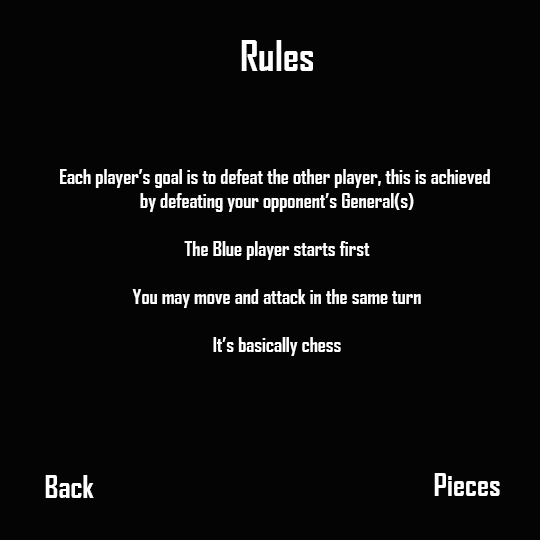 Rules
Each player's goal is to defeat the other player, this is achieved
by defeating your opponent's General(s)
The Blue player starts first
You may move and attack in the same turn
It's basically chess
Back
Pieces